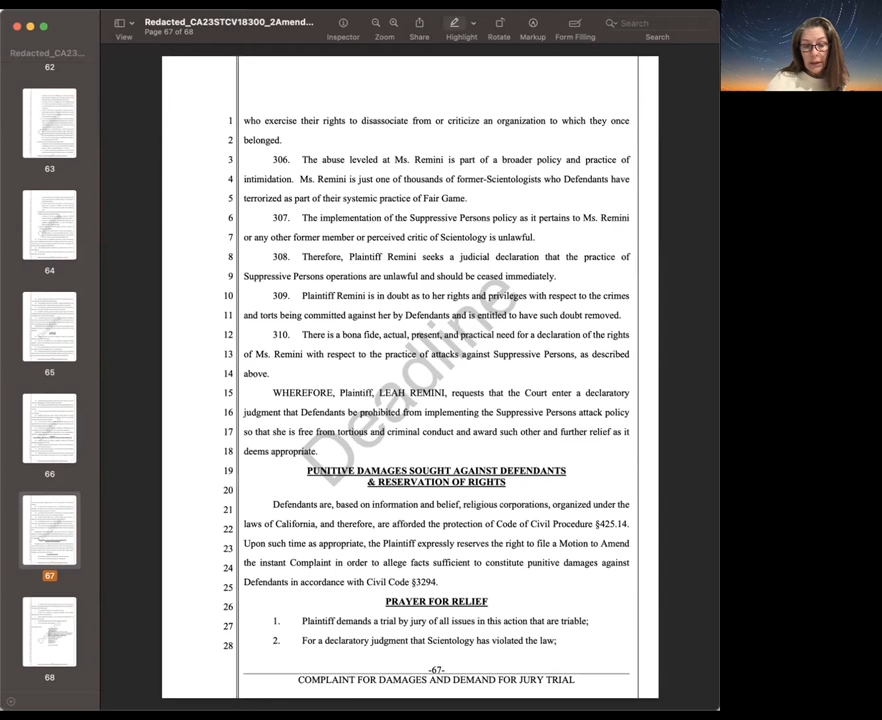 Redacted_CA23STCV18300_2Amend...
Page 67 of 68
View
Inspector
Zoom
Share
Highlight
Rotate
Markup
Form Filling
Search
Search
Redacted_CA23...
62
63
64
65
66
67
68
1 who exercise their rights to disassociate from or criticize an organization to which they once
2 belonged.
3 306. The abuse leveled at Ms. Remini is part of a broader policy and practice of
4 intimidation. Ms. Remini is just one of thousands of former-Scientologists who Defendants have
5 terrorized as part of their systemic practice of Fair Game.
6 307. The implementation of the Suppressive Persons policy as it pertains to Ms. Remini
7 or any other former member or perceived critic of Scientology is unlawful.
8 308. Therefore, Plaintiff Remini seeks a judicial declaration that the practice of
9 Suppressive Persons operations are unlawful and should be ceased immediately.
10 309. Plaintiff Remini is in doubt as to her rights and privileges with respect to the crimes
11 and torts being committed against her by Defendants and is entitled to have such doubt removed.
12 310. There is a bona fide, actual, present, and practical need for a declaration of the rights
13 of Ms. Remini with respect to the practice of attacks against Suppressive Persons, as described
14 above.
15 WHEREFORE, Plaintiff, LEAH REMINI, requests that the Court enter a declaratory
16 judgment that Defendants be prohibited from implementing the Suppressive Persons attack policy
17 so that she is free from tortious and criminal conduct and award such other and further relief as it
18 deems appropriate.
19 PUNITIVE DAMAGES SOUGHT AGAINST DEFENDANTS
& RESERVATION OF RIGHTS
20
21 Defendants are, based on information and belief, religious corporations, organized under the
22 laws of California, and therefore, are afforded the protection of Code of Civil Procedure §425.14.
23 Upon such time as appropriate, the Plaintiff expressly reserves the right to file a Motion to Amend
24 the instant Complaint in order to allege facts sufficient to constitute punitive damages against
25 Defendants in accordance with Civil Code §3294.
26 PRAYER FOR RELIEF
27 1. Plaintiff demands a trial by jury of all issues in this action that are triable;
28 2. For a declaratory judgment that Scientology has violated the law;
-67-
COMPLAINT FOR DAMAGES AND DEMAND FOR JURY TRIAL
Deadline